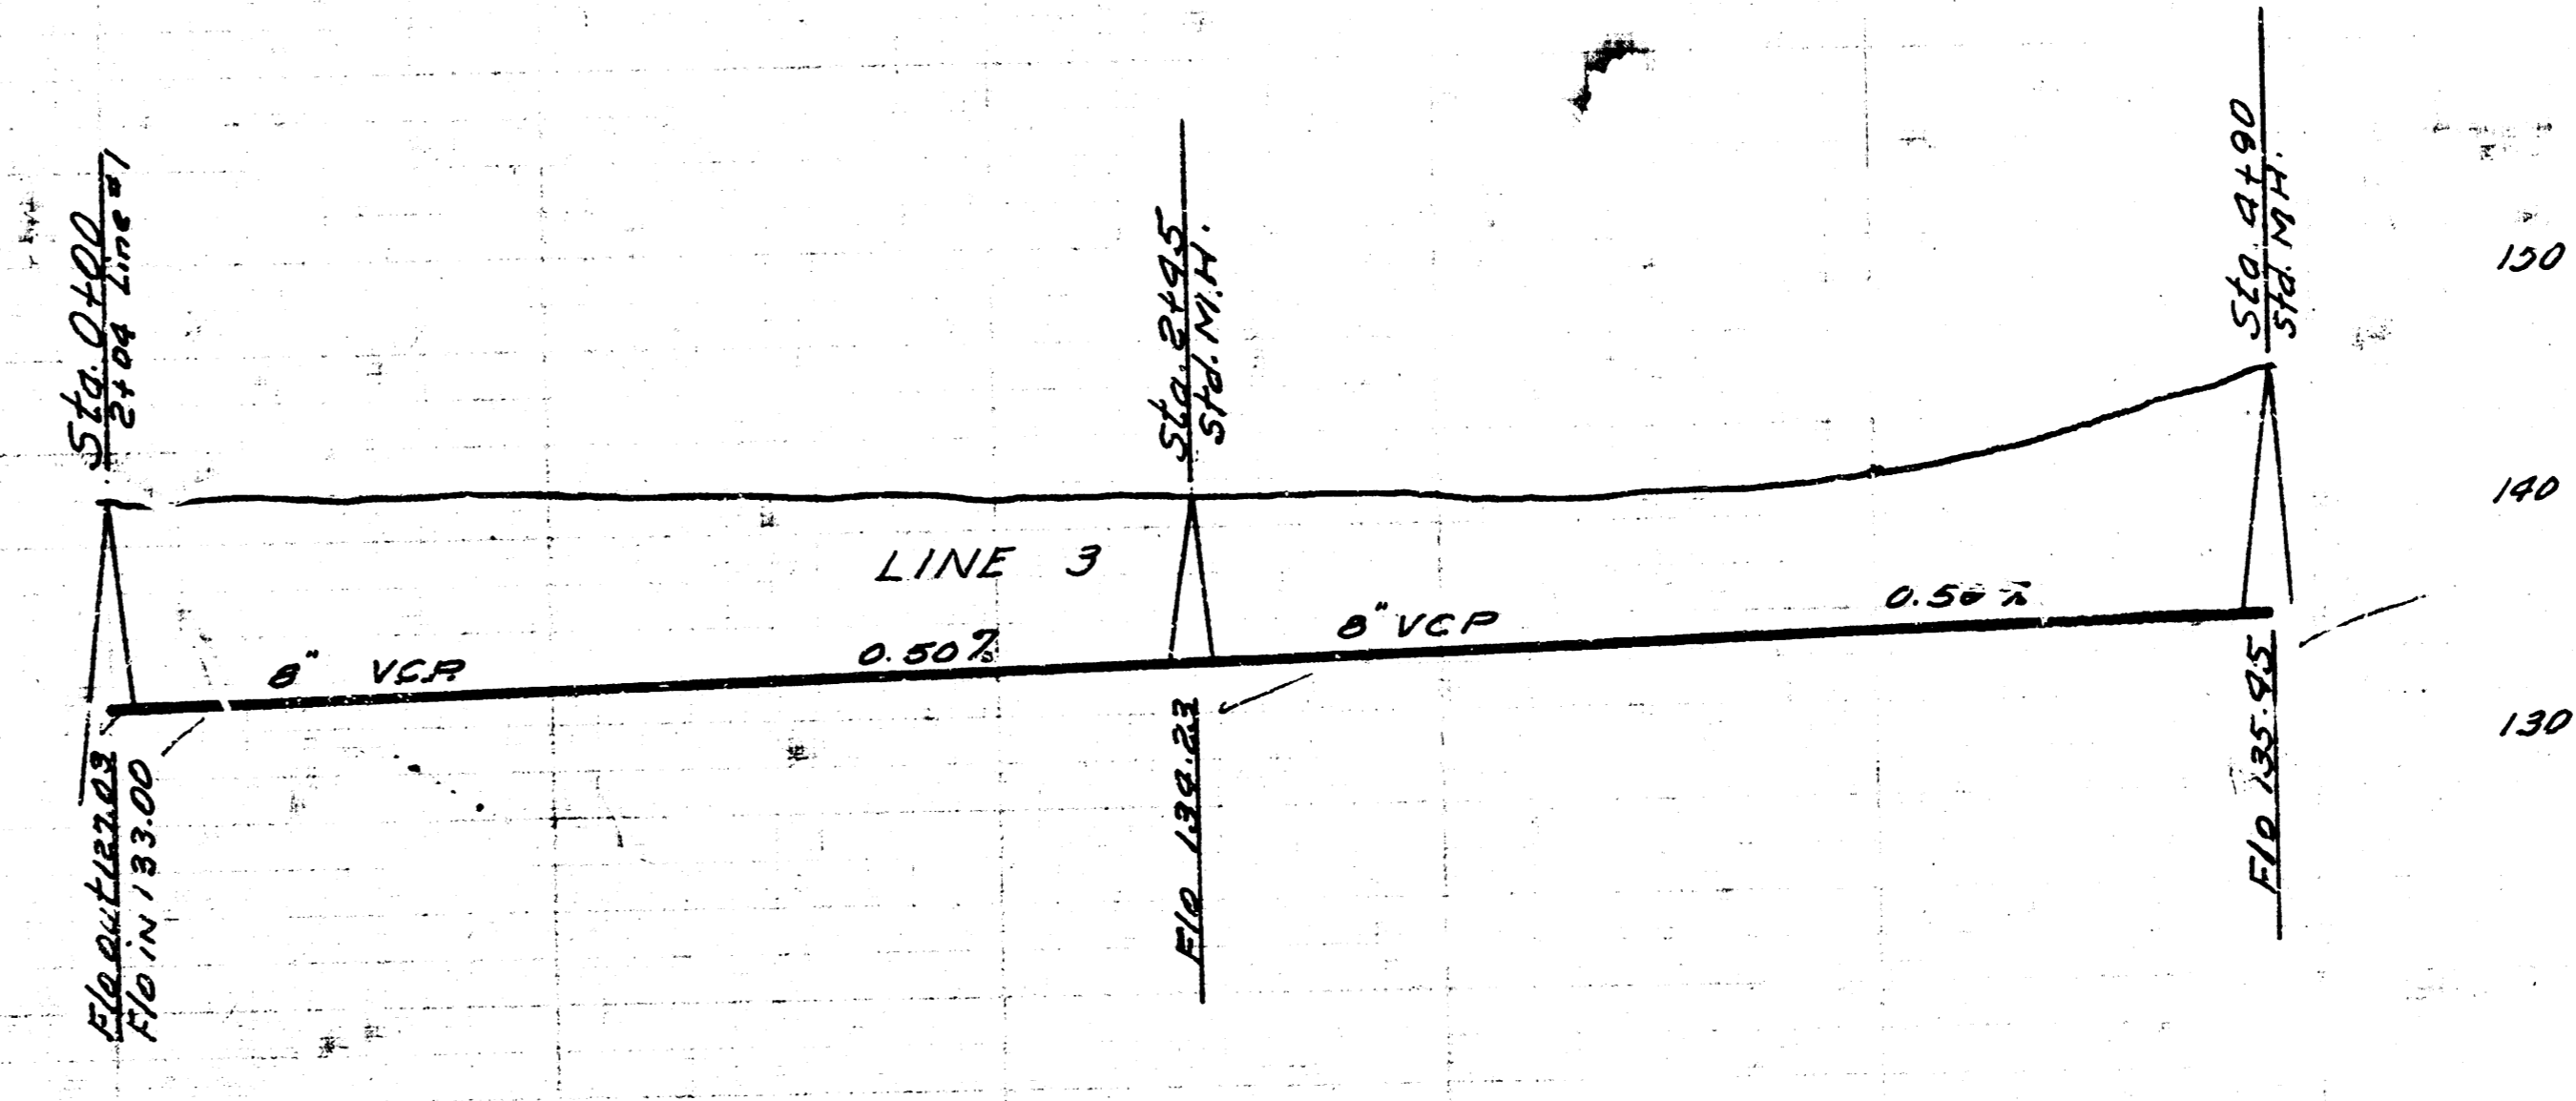 Sta. 0+00
2+04 Line #1
Sta. 2+45
Std. M.H.
Sta. 4+90
Std. M.H.
150
140
130
LINE 3
8" VCP
0.50%
8" VCP
0.50%
Flo out 127.03
Flo IN 133.00
Flo 134.23
Flo 135.45